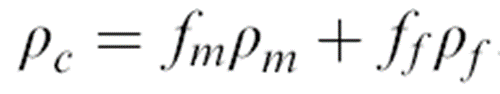 ρ_c = f_m ρ_m + f_f ρ_f